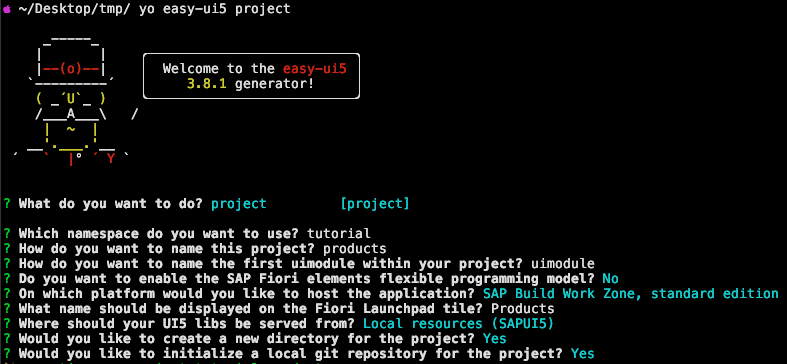 ~/Desktop/tmp/ yo easy-ui5 project
Welcome to the easy-ui5
3.8.1 generator!
? What do you want to do? project [project]
? Which namespace do you want to use? tutorial
? How do you want to name this project? products
? How do you want to name the first uimodule within your project? uimodule
? Do you want to enable the SAP Fiori elements flexible programming model? No
? On which platform would you like to host the application? SAP Build Work Zone, standard edition
? What name should be displayed on the Fiori Launchpad tile? Products
? Where should your UI5 libs be served from? Local resources (SAPUI5)
? Would you like to create a new directory for the project? Yes
? Would you like to initialize a local git repository for the project? Yes